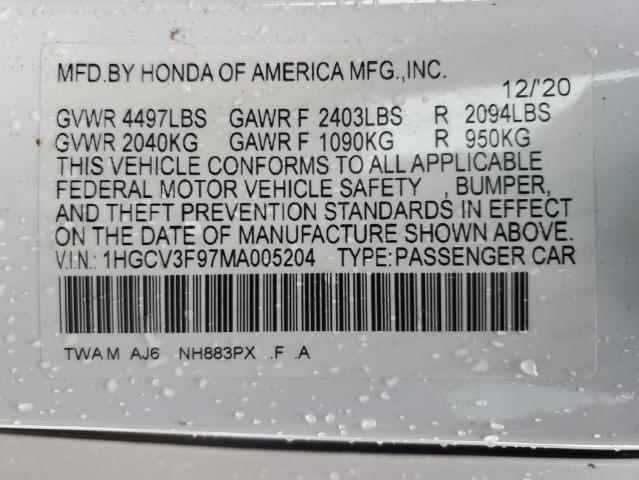 MFD.BY HONDA OF AMERICA MFG.,INC.
12/'20
GVWR 4497LBS GAWR F 2403LBS R 2094LBS
GVWR 2040KG GAWR F 1090KG R 950KG
THIS VEHICLE CONFORMS TO ALL APPLICABLE
FEDERAL MOTOR VEHICLE SAFETY , BUMPER,
AND THEFT PREVENTION STANDARDS IN EFFECT
ON THE DATE OF MANUFACTURE SHOWN ABOVE.
V.I.N.: 1HGCV3F97MA005204 TYPE:PASSENGER CAR
TWA M AJ6 NH883PX .F .A